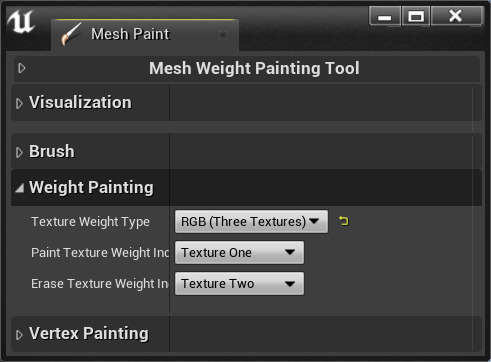 Mesh Paint
Mesh Weight Painting Tool
Visualization
Brush
Weight Painting
Texture Weight Type RGB (Three Textures)
Paint Texture Weight Ind Texture One
Erase Texture Weight In Texture Two
Vertex Painting